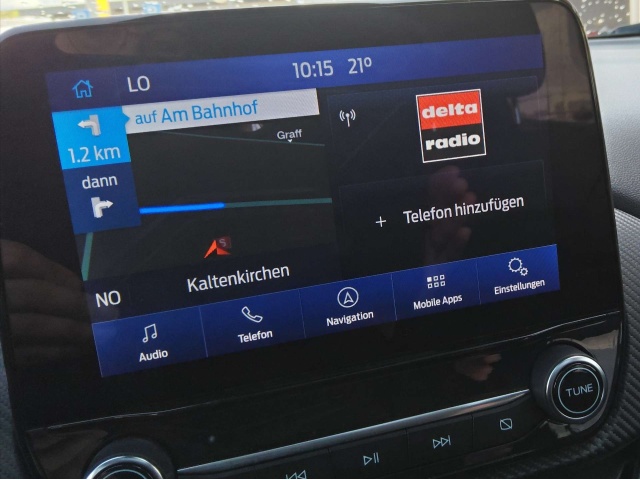 LO
10:15 21°
auf Am Bahnhof
1.2 km
dann
Graff
delta
radio
+ Telefon hinzufügen
S
NO
Kaltenkirchen
Audio
Telefon
Navigation
Mobile Apps
Einstellungen
TUNE